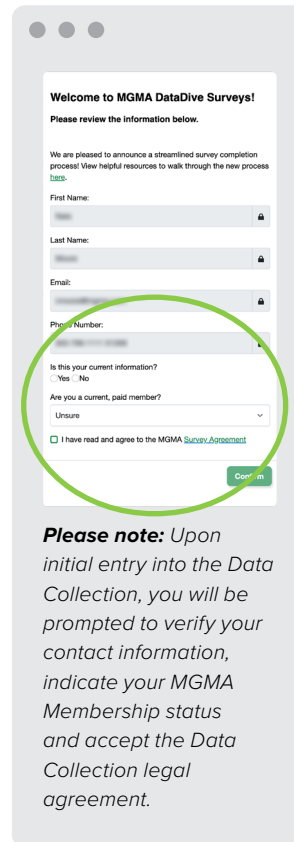 Welcome to MGMA DataDive Surveys!
Please review the information below.
We are pleased to announce a streamlined survey completion
process! View helpful resources to walk through the new process
here.
First Name:
Last Name:
Email:
Phone Number:
Is this your current information?
Yes No
Are you a current, paid member?
Unsure
I have read and agree to the MGMA Survey Agreement
Confirm
Please note: Upon
initial entry into the Data
Collection, you will be
prompted to verify your
contact information,
indicate your MGMA
Membership status
and accept the Data
Collection legal
agreement.